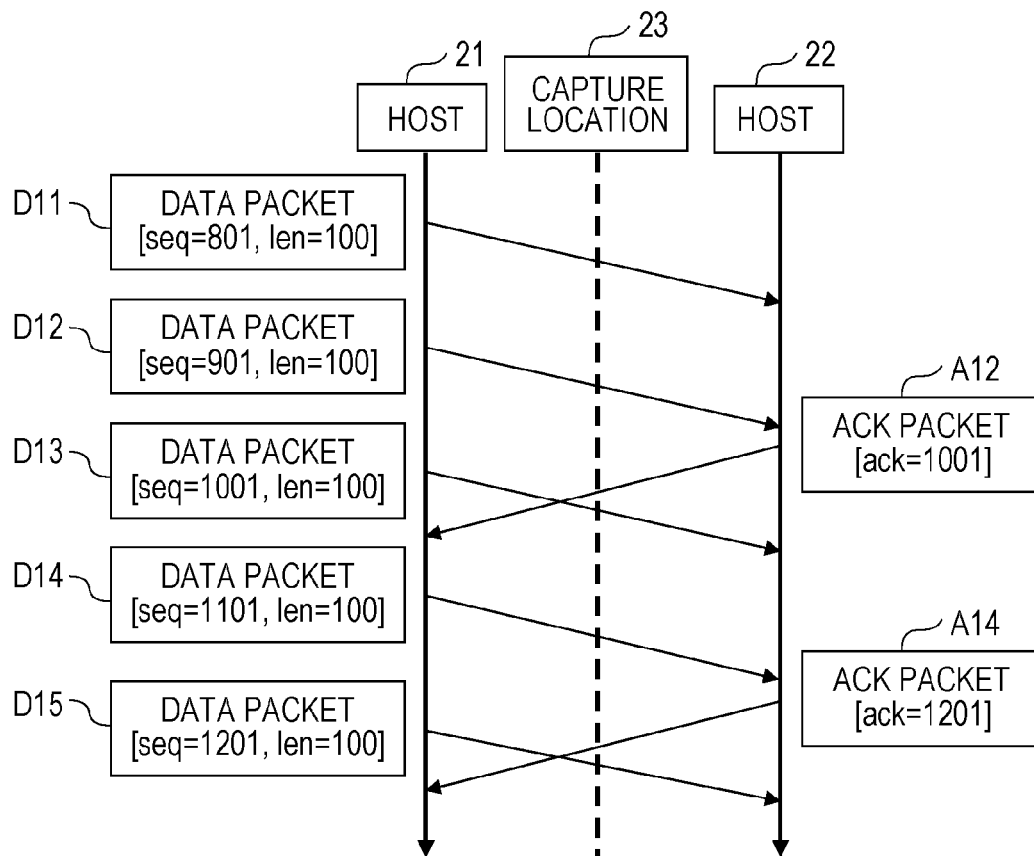 21
23
22
HOST
CAPTURE
LOCATION
HOST
D11
DATA PACKET
[seq=801, len=100]
D12
DATA PACKET
[seq=901, len=100]
A12
ACK PACKET
[ack=1001]
D13
DATA PACKET
[seq=1001, len=100]
D14
DATA PACKET
[seq=1101, len=100]
A14
ACK PACKET
[ack=1201]
D15
DATA PACKET
[seq=1201, len=100]